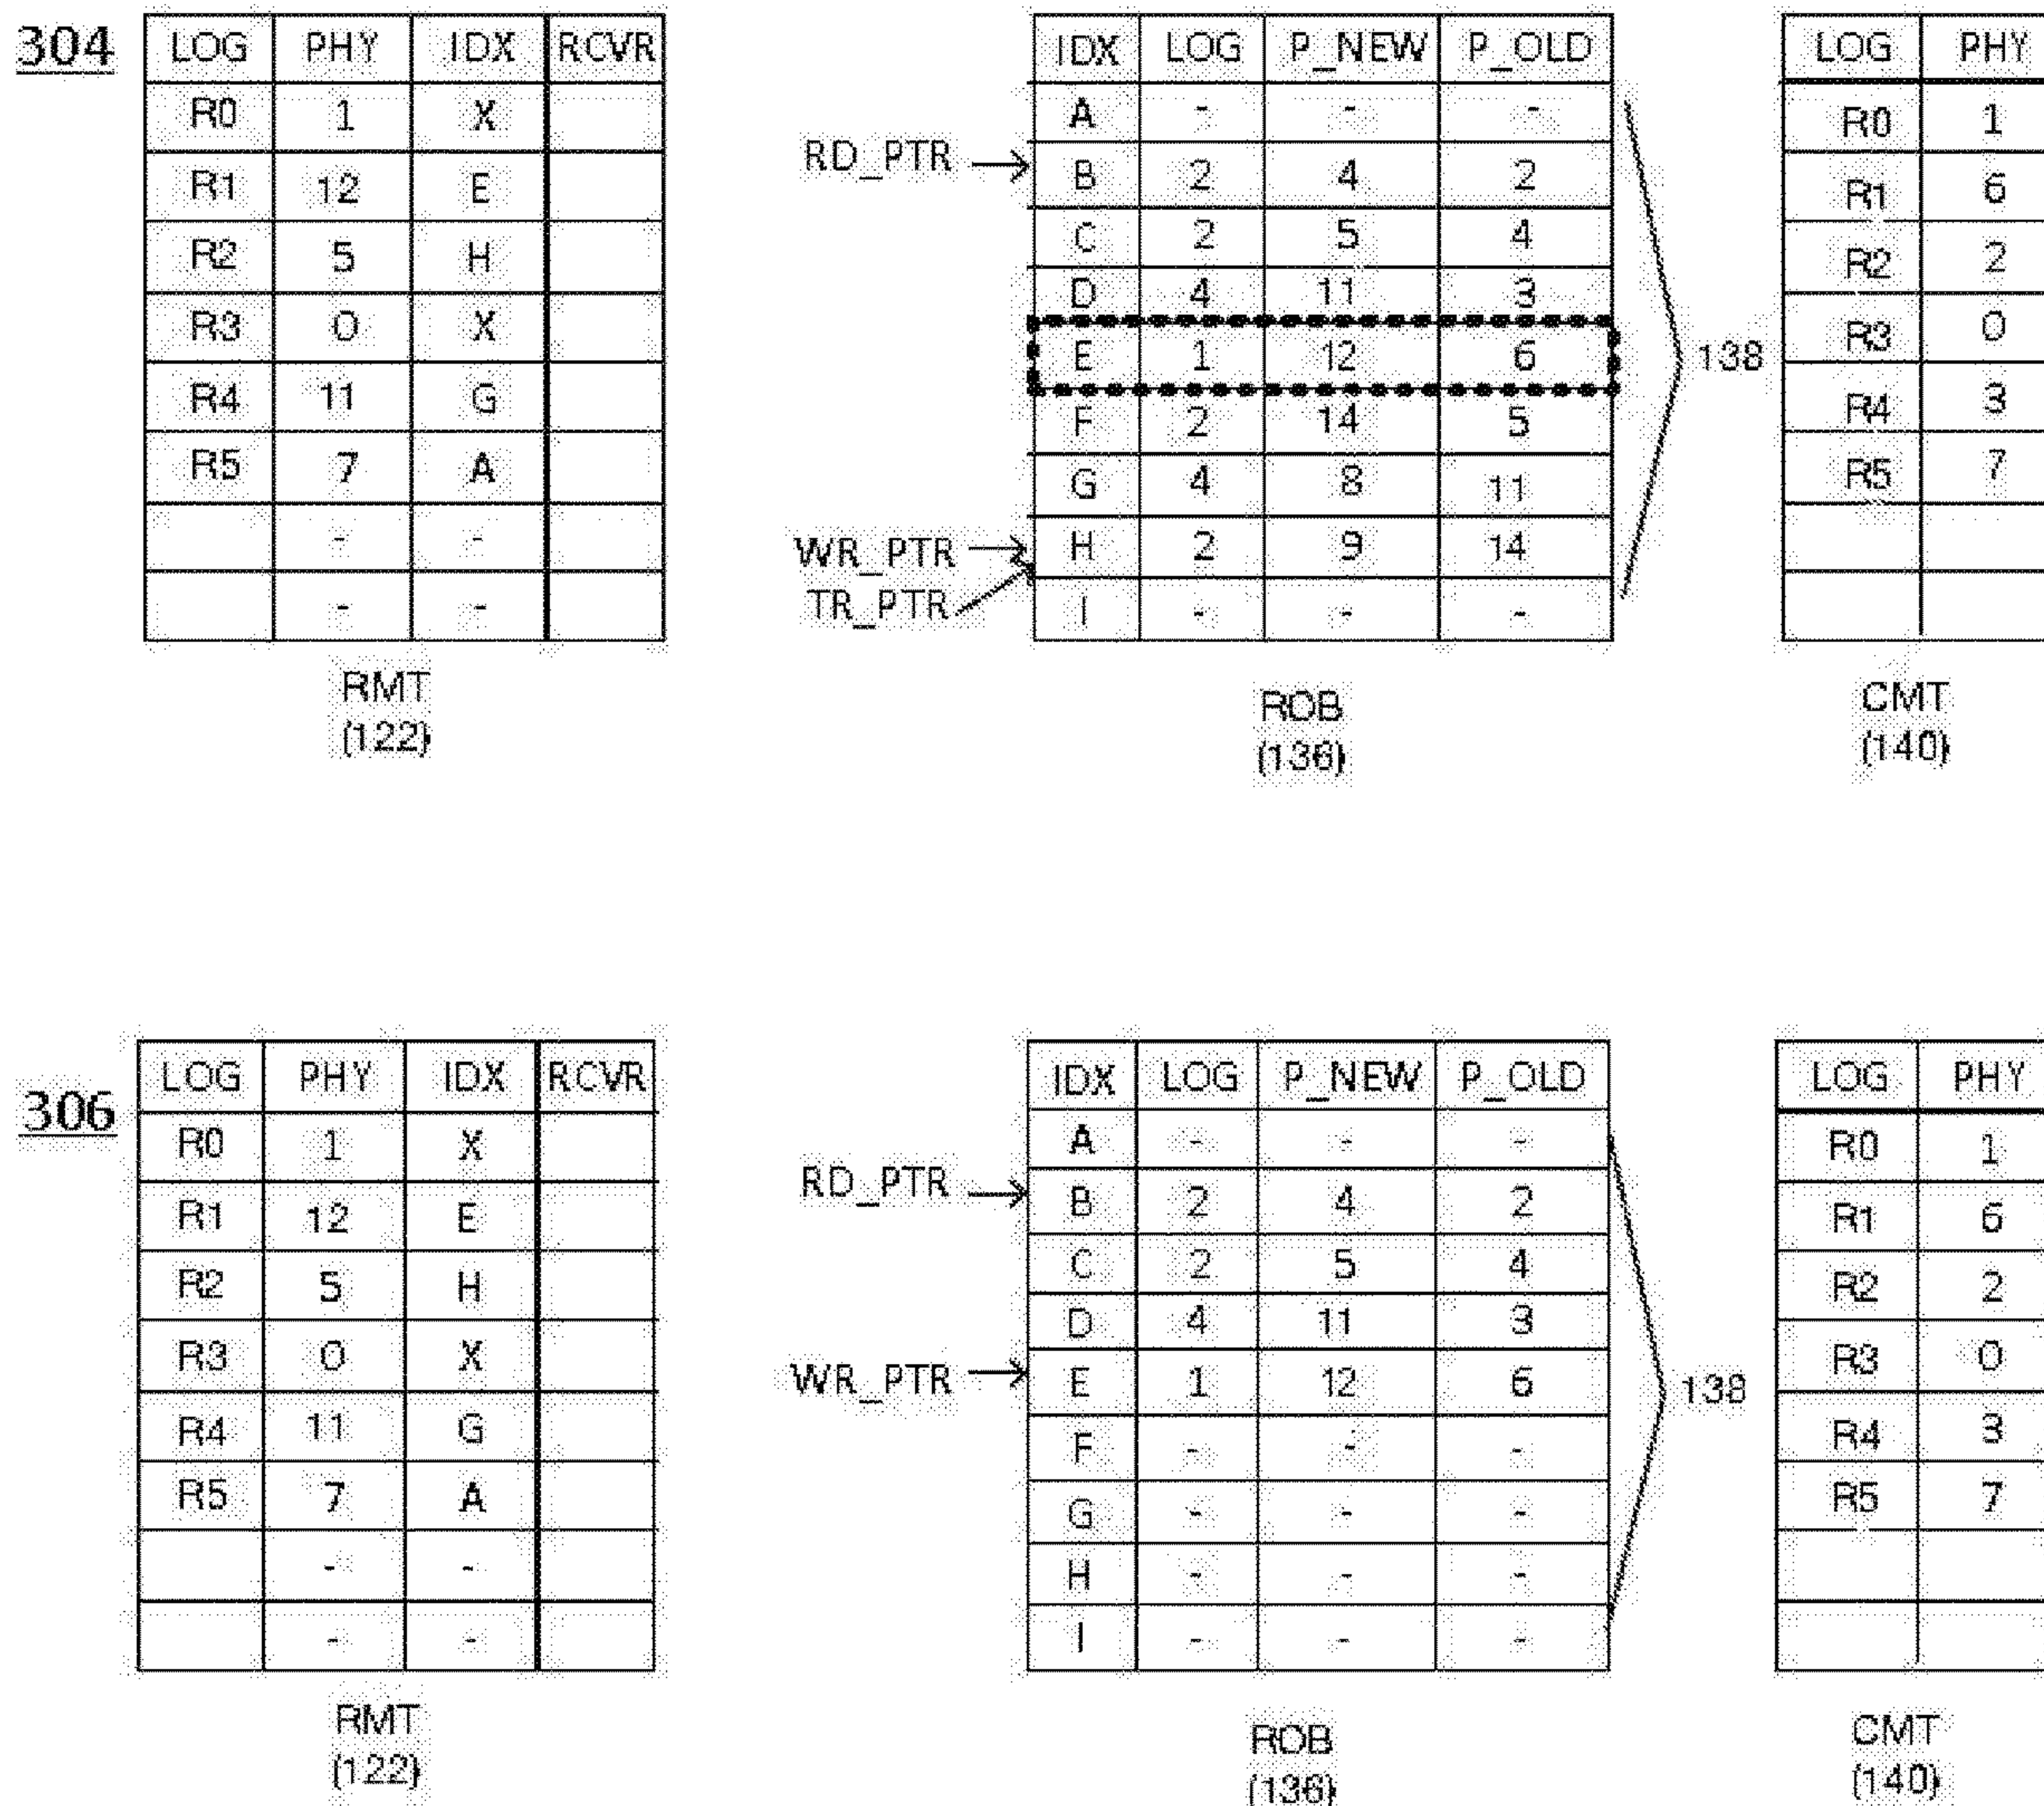 304
LOG PHY IDX RCVR
R0 1 X
R1 12 E
R2 5 H
R3 0 X
R4 11 G
R5 7 A
- -
- -
RMT
(122)
RD_PTR
WR_PTR
TR_PTR
IDX LOG P_NEW P_OLD
A - - -
B 2 4 2
C 2 5 4
D 4 11 3
E 1 12 6
F 2 14 5
G 4 8 11
H 2 9 14
I - - -
138
ROB
(136)
LOG PHY
R0 1
R1 6
R2 2
R3 0
R4 3
R5 7
CMT
(140)
306
LOG PHY IDX RCVR
R0 1 X
R1 12 E
R2 5 H
R3 0 X
R4 11 G
R5 7 A
- -
- -
RMT
(122)
RD_PTR
WR_PTR
IDX LOG P_NEW P_OLD
A - - -
B 2 4 2
C 2 5 4
D 4 11 3
E 1 12 6
F - - -
G - - -
H - - -
I - - -
138
ROB
(136)
LOG PHY
R0 1
R1 6
R2 2
R3 0
R4 3
R5 7
CMT
(140)